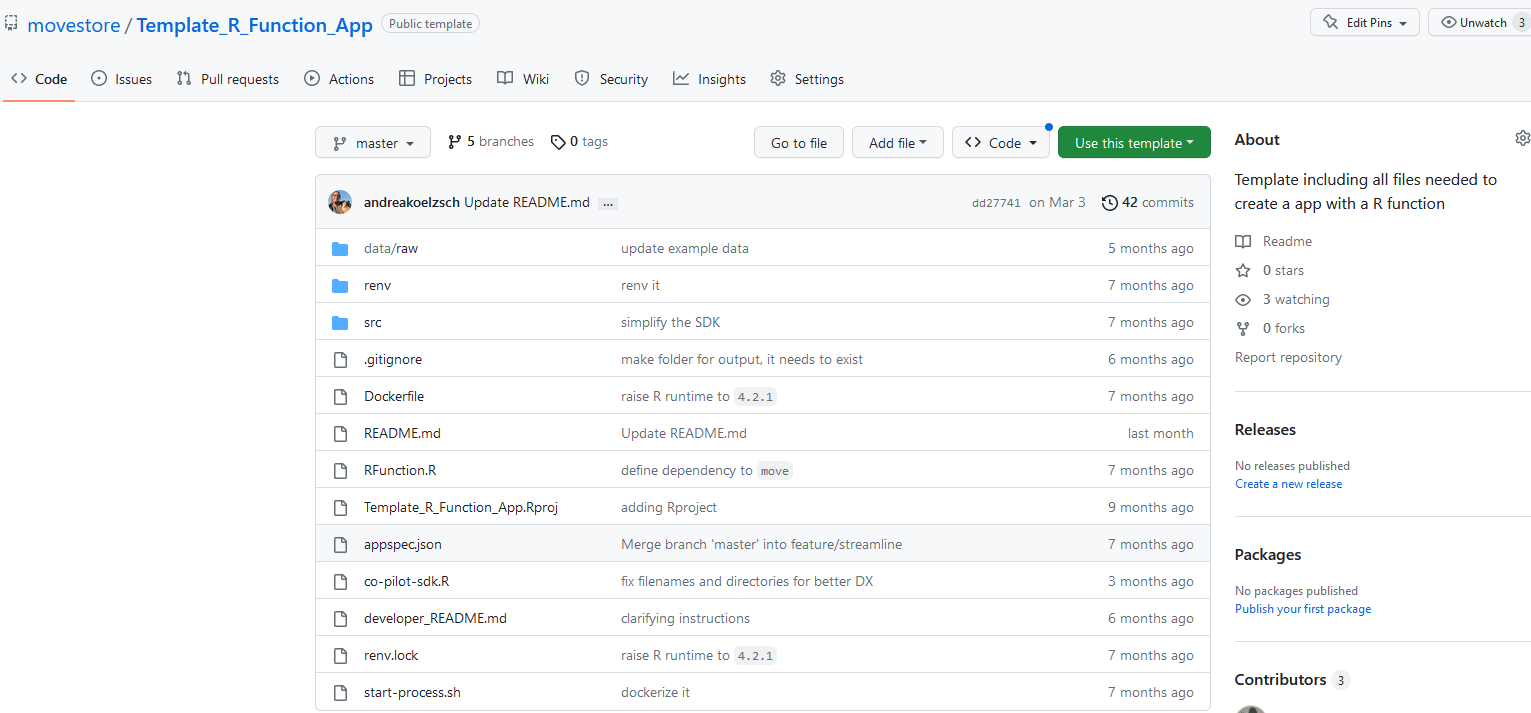 movestore / Template_R_Function_App Public template Edit Pins Unwatch 3
Code Issues Pull requests Actions Projects Wiki Security Insights Settings
master 5 branches 0 tags Go to file Add file Code Use this template
andreakoelzsch Update README.md ... dd27741 on Mar 3 42 commits
data/raw update example data 5 months ago
renv renv it 7 months ago
src simplify the SDK 7 months ago
.gitignore make folder for output, it needs to exist 6 months ago
Dockerfile raise R runtime to 4.2.1 7 months ago
README.md Update README.md last month
RFunction.R define dependency to move 7 months ago
Template_R_Function_App.Rproj adding Rproject 9 months ago
appspec.json Merge branch 'master' into feature/streamline 7 months ago
co-pilot-sdk.R fix filenames and directories for better DX 3 months ago
developer_README.md clarifying instructions 6 months ago
renv.lock raise R runtime to 4.2.1 7 months ago
start-process.sh dockerize it 7 months ago
About
Template including all files needed to
create a app with a R function
Readme
0 stars
3 watching
0 forks
Report repository
Releases
No releases published
Create a new release
Packages
No packages published
Publish your first package
Contributors 3